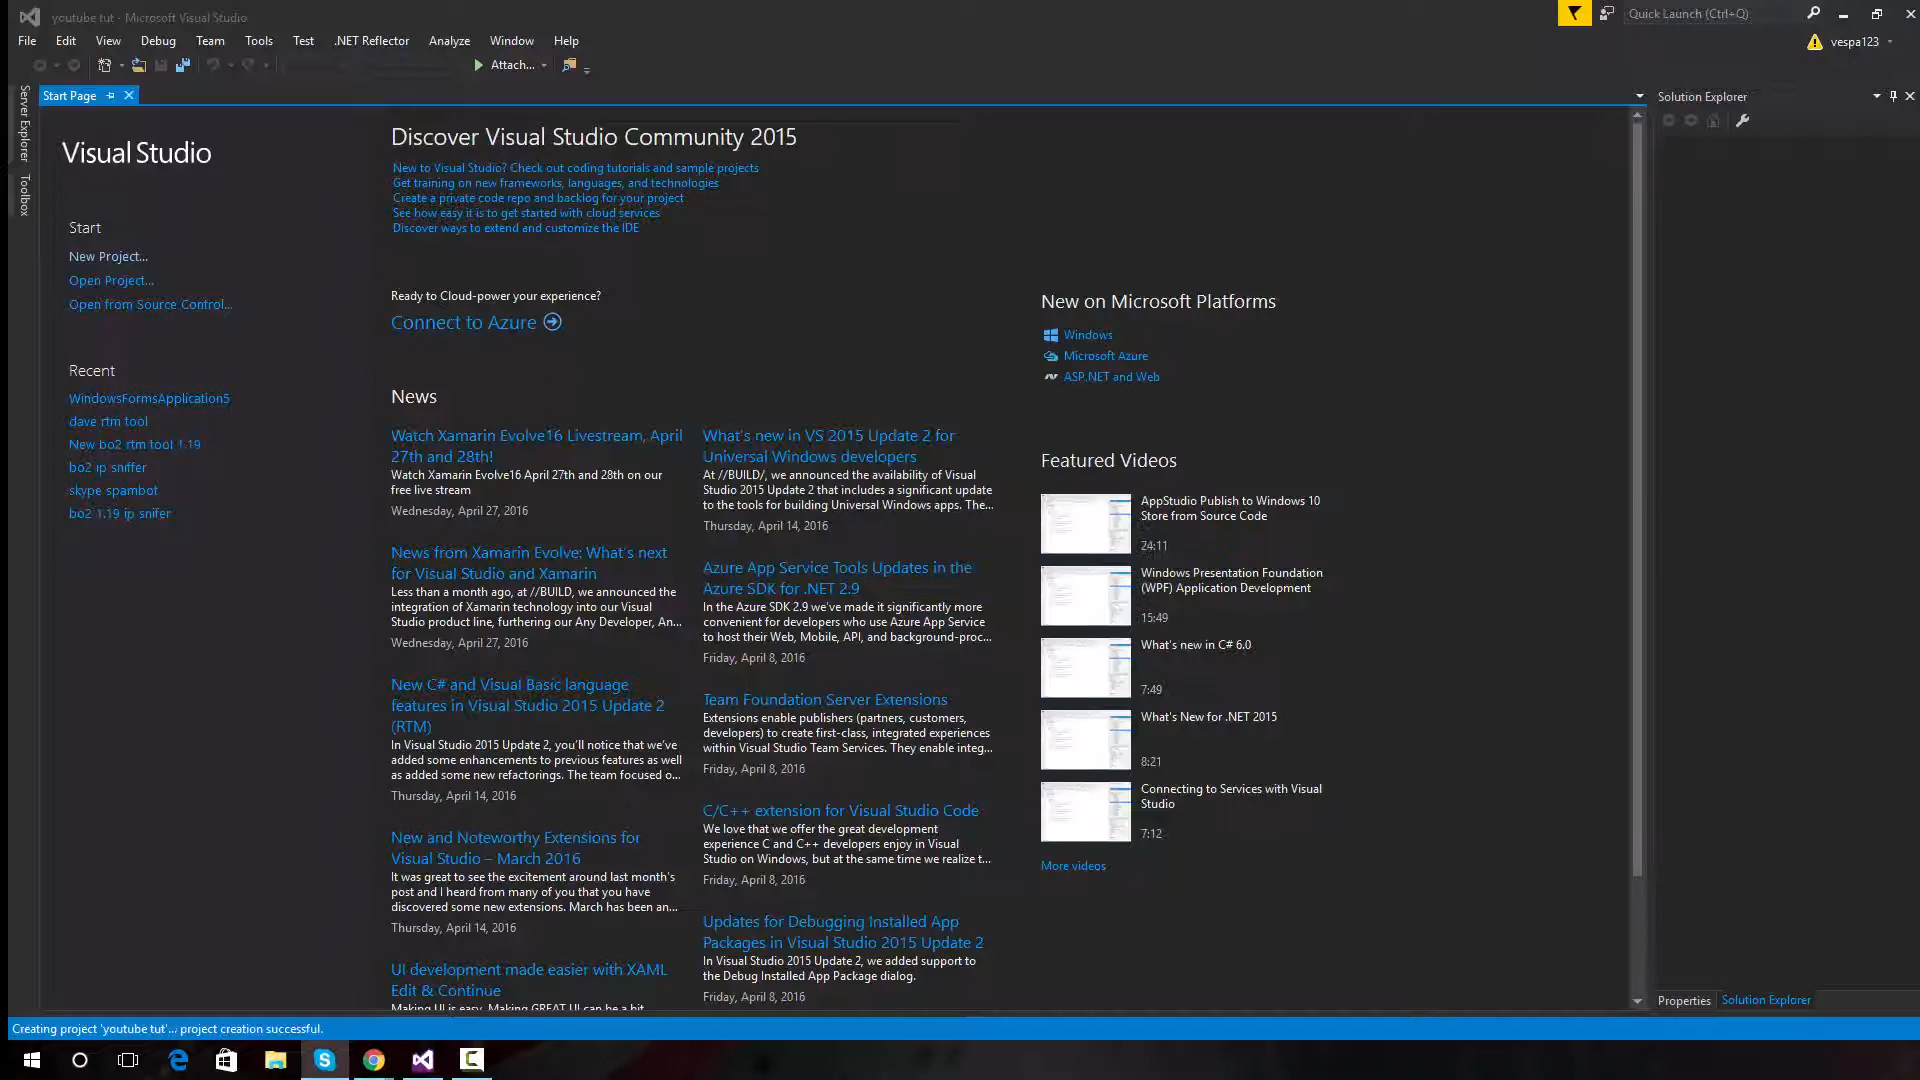 youtube tut - Microsoft Visual Studio
Quick Launch (Ctrl+Q)
File Edit View Debug Team Tools Test .NET Reflector Analyze Window Help
vespa123
Attach...
Server Explorer
Toolbox
Start Page
Solution Explorer
Visual Studio
Start
New Project...
Open Project...
Open from Source Control...
Recent
WindowsFormsApplication5
dave rtm tool
New bo2 rtm tool 1.19
bo2 ip sniffer
skype spambot
bo2 1.19 ip snifer
Discover Visual Studio Community 2015
New to Visual Studio? Check out coding tutorials and sample projects
Get training on new frameworks, languages, and technologies
Create a private code repo and backlog for your project
See how easy it is to get started with cloud services
Discover ways to extend and customize the IDE
Ready to Cloud-power your experience?
Connect to Azure
News
Watch Xamarin Evolve16 Livestream, April
27th and 28th!
Watch Xamarin Evolve16 April 27th and 28th on our
free live stream
Wednesday, April 27, 2016
News from Xamarin Evolve: What's next
for Visual Studio and Xamarin
Less than a month ago, at //BUILD, we announced the
integration of Xamarin technology into our Visual
Studio product line, furthering our Any Developer, An...
Wednesday, April 27, 2016
New C# and Visual Basic language
features in Visual Studio 2015 Update 2
(RTM)
In Visual Studio 2015 Update 2, you'll notice that we've
added some enhancements to previous features as well
as added some new refactorings. The team focused o...
Thursday, April 14, 2016
New and Noteworthy Extensions for
Visual Studio – March 2016
It was great to see the excitement around last month's
post and I heard from many of you that you have
discovered some new extensions. March has been an...
Thursday, April 14, 2016
UI development made easier with XAML
Edit & Continue
Making UI is easy. Making GREAT UI can be a bit
What's new in VS 2015 Update 2 for
Universal Windows developers
At //BUILD/, we announced the availability of Visual
Studio 2015 Update 2 that includes a significant update
to the tools for building Universal Windows apps. The...
Thursday, April 14, 2016
Azure App Service Tools Updates in the
Azure SDK for .NET 2.9
In the Azure SDK 2.9 we've made it significantly more
convenient for developers who use Azure App Service
to host their Web, Mobile, API, and background-proc...
Friday, April 8, 2016
Team Foundation Server Extensions
Extensions enable publishers (partners, customers,
developers) to create first-class, integrated experiences
within Visual Studio Team Services. They enable integ...
Friday, April 8, 2016
C/C++ extension for Visual Studio Code
We love that we offer the great development
experience C and C++ developers enjoy in Visual
Studio on Windows, but at the same time we realize t...
Friday, April 8, 2016
Updates for Debugging Installed App
Packages in Visual Studio 2015 Update 2
In Visual Studio 2015 Update 2, we added support to
the Debug Installed App Package dialog.
Friday, April 8, 2016
New on Microsoft Platforms
Windows
Microsoft Azure
ASP.NET and Web
Featured Videos
AppStudio Publish to Windows 10
Store from Source Code
24:11
Windows Presentation Foundation
(WPF) Application Development
15:49
What's new in C# 6.0
7:49
What's New for .NET 2015
8:21
Connecting to Services with Visual
Studio
7:12
More videos
Properties Solution Explorer
Creating project 'youtube tut'... project creation successful.